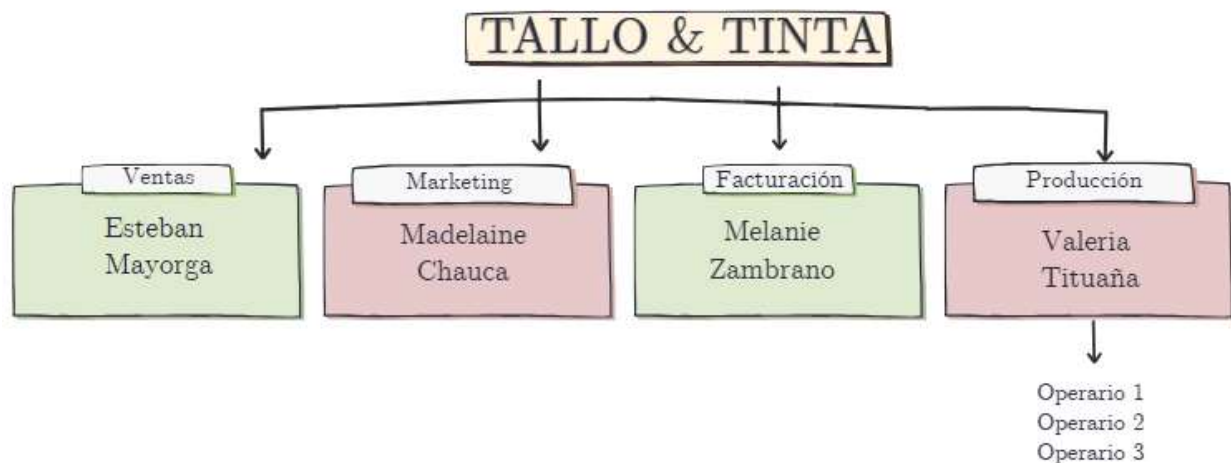 TALLO & TINTA
Ventas
Esteban
Mayorga
Marketing
Madelaine
Chauca
Facturación
Melanie
Zambrano
Producción
Valeria
Tituaña
Operario 1
Operario 2
Operario 3